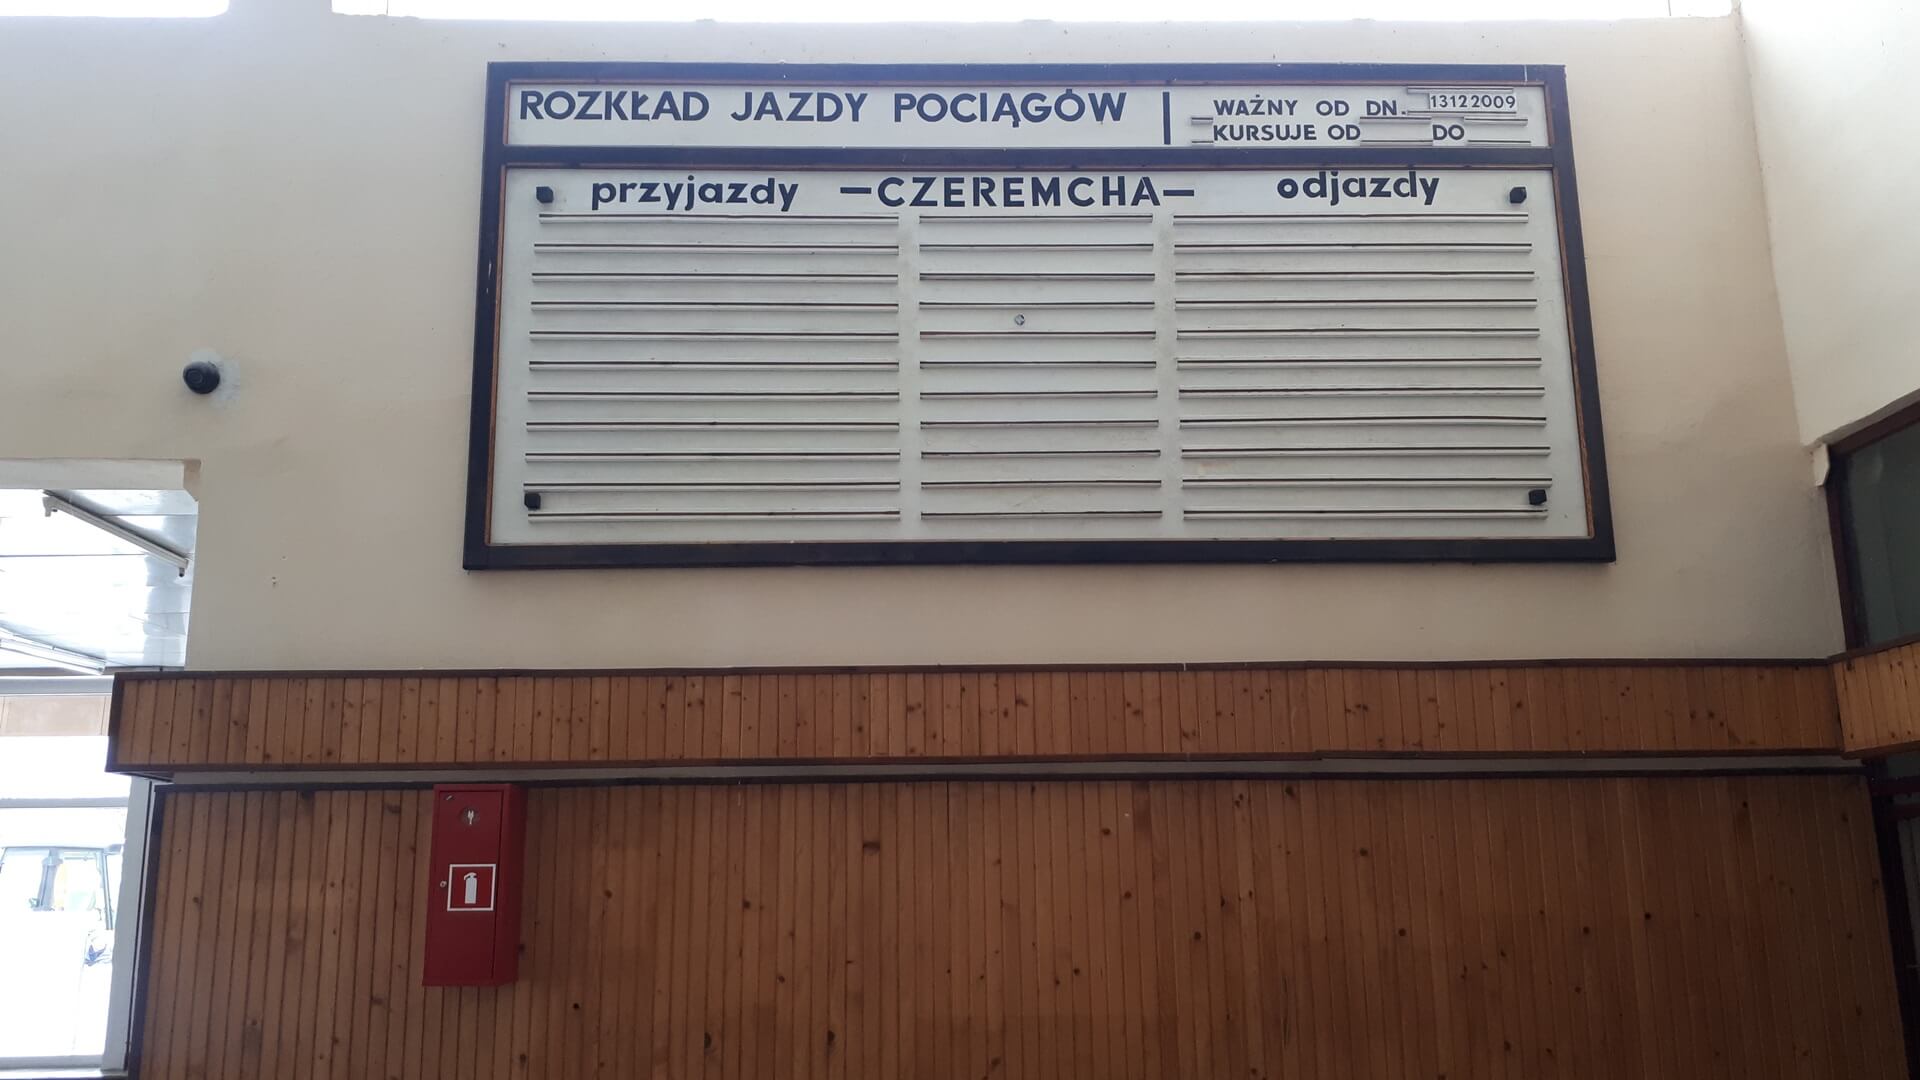 ROZKŁAD JAZDY POCIĄGÓW
WAŻNY OD DN. 13122009
KURSUJE OD DO
przyjazdy —CZEREMCHA— odjazdy